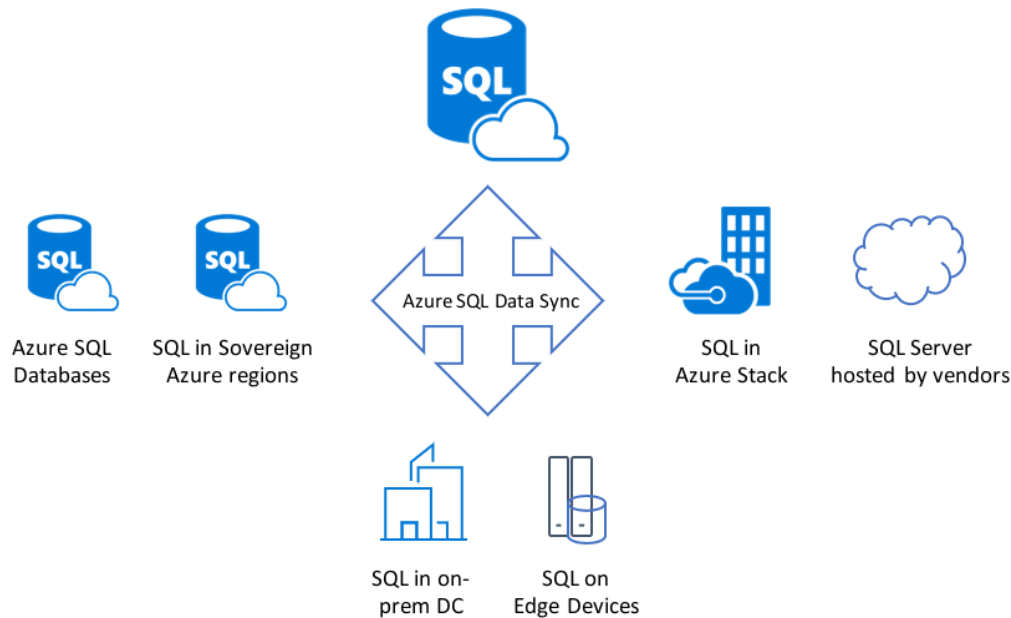 SQL
SQL
SQL
Azure SQL Data Sync
Azure SQL
Databases
SQL in Sovereign
Azure regions
SQL in
Azure Stack
SQL Server
hosted by vendors
SQL in on-
prem DC
SQL on
Edge Devices